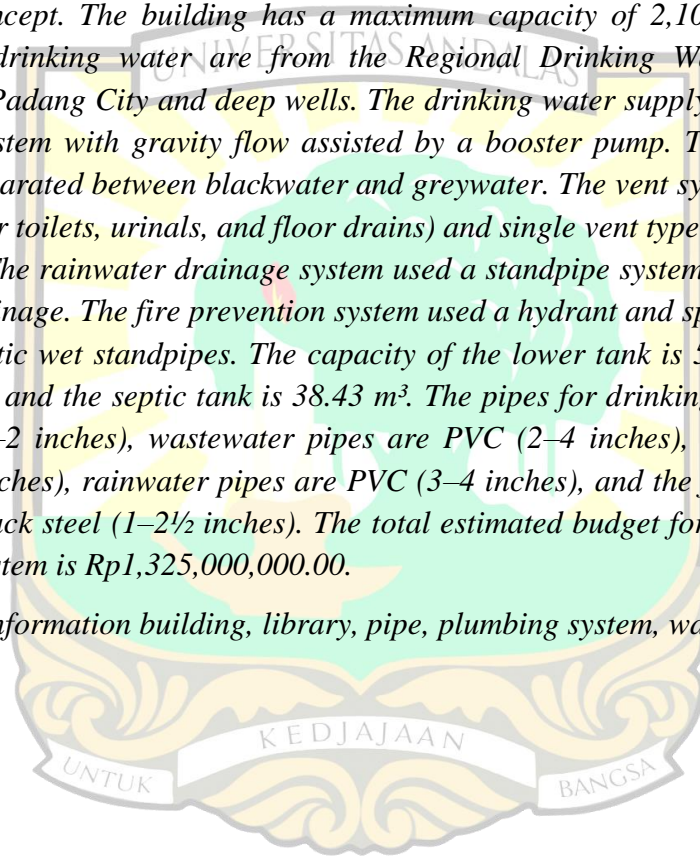 ncept. The building has a maximum capacity of 2,10
drinking water are from the Regional Drinking Wa
Padang City and deep wells. The drinking water supply
stem with gravity flow assisted by a booster pump. T
arated between blackwater and greywater. The vent sy
r toilets, urinals, and floor drains) and single vent type
The rainwater drainage system used a standpipe system
inage. The fire prevention system used a hydrant and sp
tic wet standpipes. The capacity of the lower tank is 5
and the septic tank is 38.43 m³. The pipes for drinking
–2 inches), wastewater pipes are PVC (2–4 inches),
ches), rainwater pipes are PVC (3–4 inches), and the
ck steel (1–2½ inches). The total estimated budget for
stem is Rp1,325,000,000.00.
nformation building, library, pipe, plumbing system, wa
UNIVERSITAS ANDALAS
KEDJAJAAN
UNTUK
BANGSA